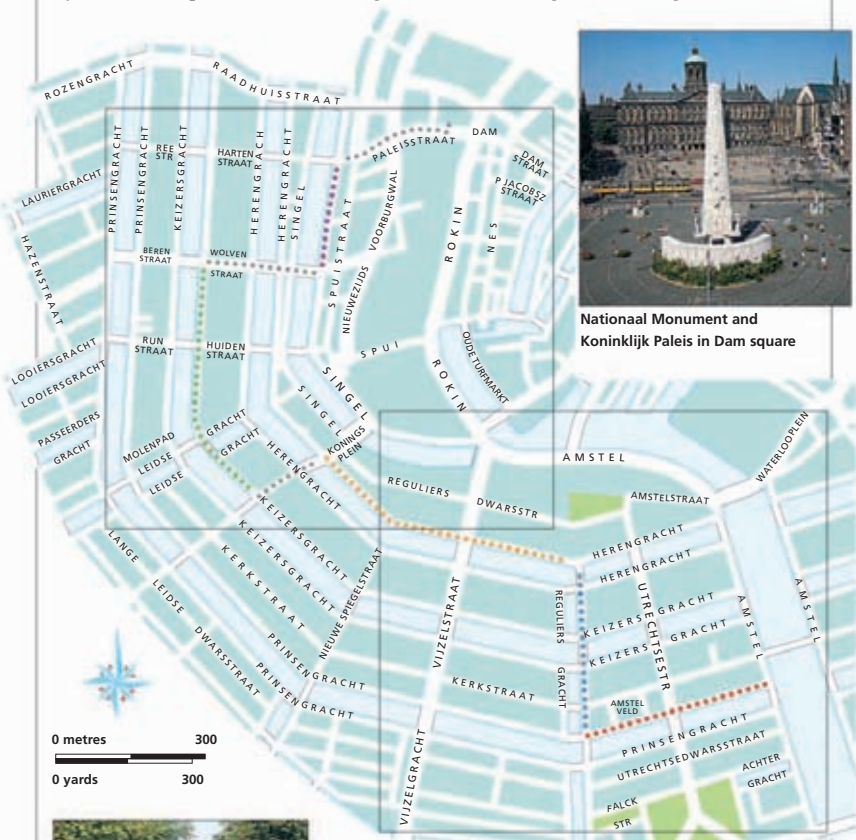 ROZENGRACHT
RAADHUISSTRAAT
PRINSENGRACHT
PRINSENGRACHT
REE
STR
KEIZERSGRACHT
HARTEN
STRAAT
HERENGRACH
HERENGRACHT
SINGEL
PALEISSTRAAT
DAM
DAM
STRAAT
P JACOBSZ
STRAAT
LAURIERGRACHT
HAZENSTRAAT
BEREN
STRAAT
WOLVEN
STRAAT
SPUISTRAAT
NIEUWEZIJDS
VOORBURGWAL
ROKIN
NES
Nationaal Monument and
Koninklijk Paleis in Dam square
LOOIERSGRACHT
LOOIERSGRACHT
RUN
STRAAT
HUIDEN
STRAAT
SPUI
SINGEL
SINGEL
ROKIN
OUDE TURFMARKT
PASSEERDERS
GRACHT
MOLENPAD
LEIDSE
GRACHT
LEIDSE
GRACHT
HERENGRACHT
KONINGS
PLEIN
AMSTEL
WATERLOOPLEIN
REGULIERS
DWARSSTR
AMSTELSTRAAT
LANGE
LEIDSE
DWARSSTRAAT
KEIZERSGRACHT
KEIZERSGRACHT
KERKSTRAAT
PRINSENGRACHT
PRINSENGRACHT
NIEUWE SPIEGELSTRAAT
VIJZELSTRAAT
HERENGRACHT
HERENGRACHT
REGULIERS
GRACHT
KEIZERSGRACHT
KEIZERSGRACHT
UTRECHTSESTR
AMSTEL
AMSTEL
KERKSTRAAT
AMSTEL
VELD
PRINSENGRACHT
UTRECHTSEDWARSSTRAAT
ACHTER
GRACHT
VIJZELGRACHT
FALCK
STR
0 metres 300
0 yards 300